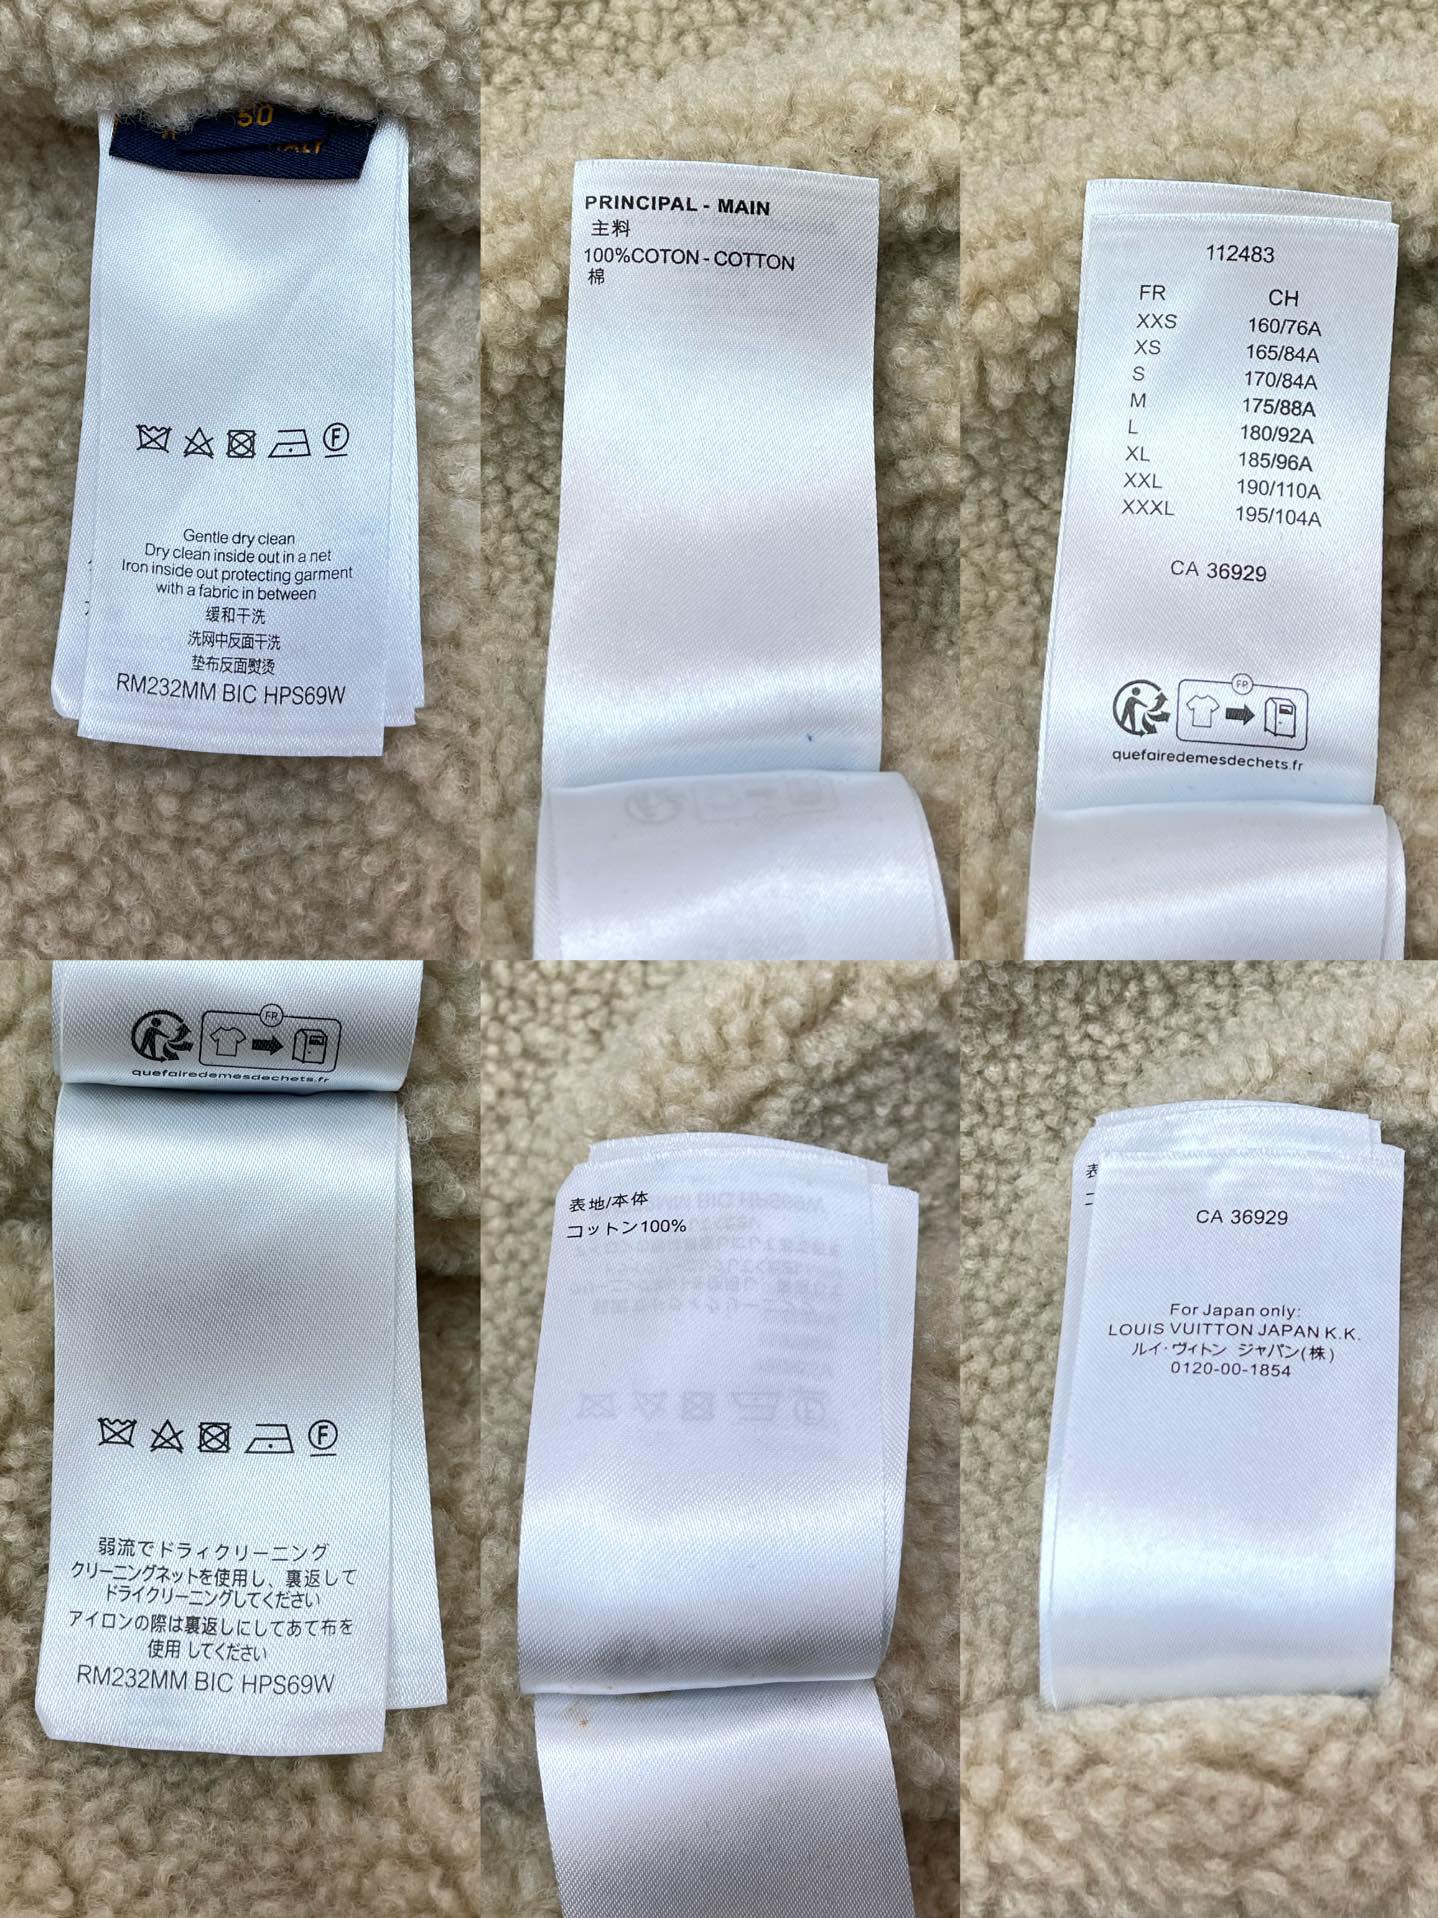 50
ITALY
Gentle dry clean
Dry clean inside out in a net
Iron inside out protecting garment
with a fabric in between
缓和干洗
洗网中反面干洗
垫布反面熨烫
RM232MM BIC HPS69W
PRINCIPAL - MAIN
主料
100%COTON - COTTON
棉
112483
FR CH
XXS 160/76A
XS 165/84A
S 170/84A
M 175/88A
L 180/92A
XL 185/96A
XXL 190/110A
XXXL 195/104A
CA 36929
FR
quefairedemesdechets.fr
FR
quefairedemesdechets.fr
F
弱流でドライクリーニング
クリーニングネットを使用し、裏返して
ドライクリーニングしてください
アイロンの際は裏返しにしてあて布を
使用 してください
RM232MM BIC HPS69W
表地/本体
コットン100%
CA 36929
For Japan only:
LOUIS VUITTON JAPAN K.K.
ルイ・ヴィトン ジャパン(株)
0120-00-1854